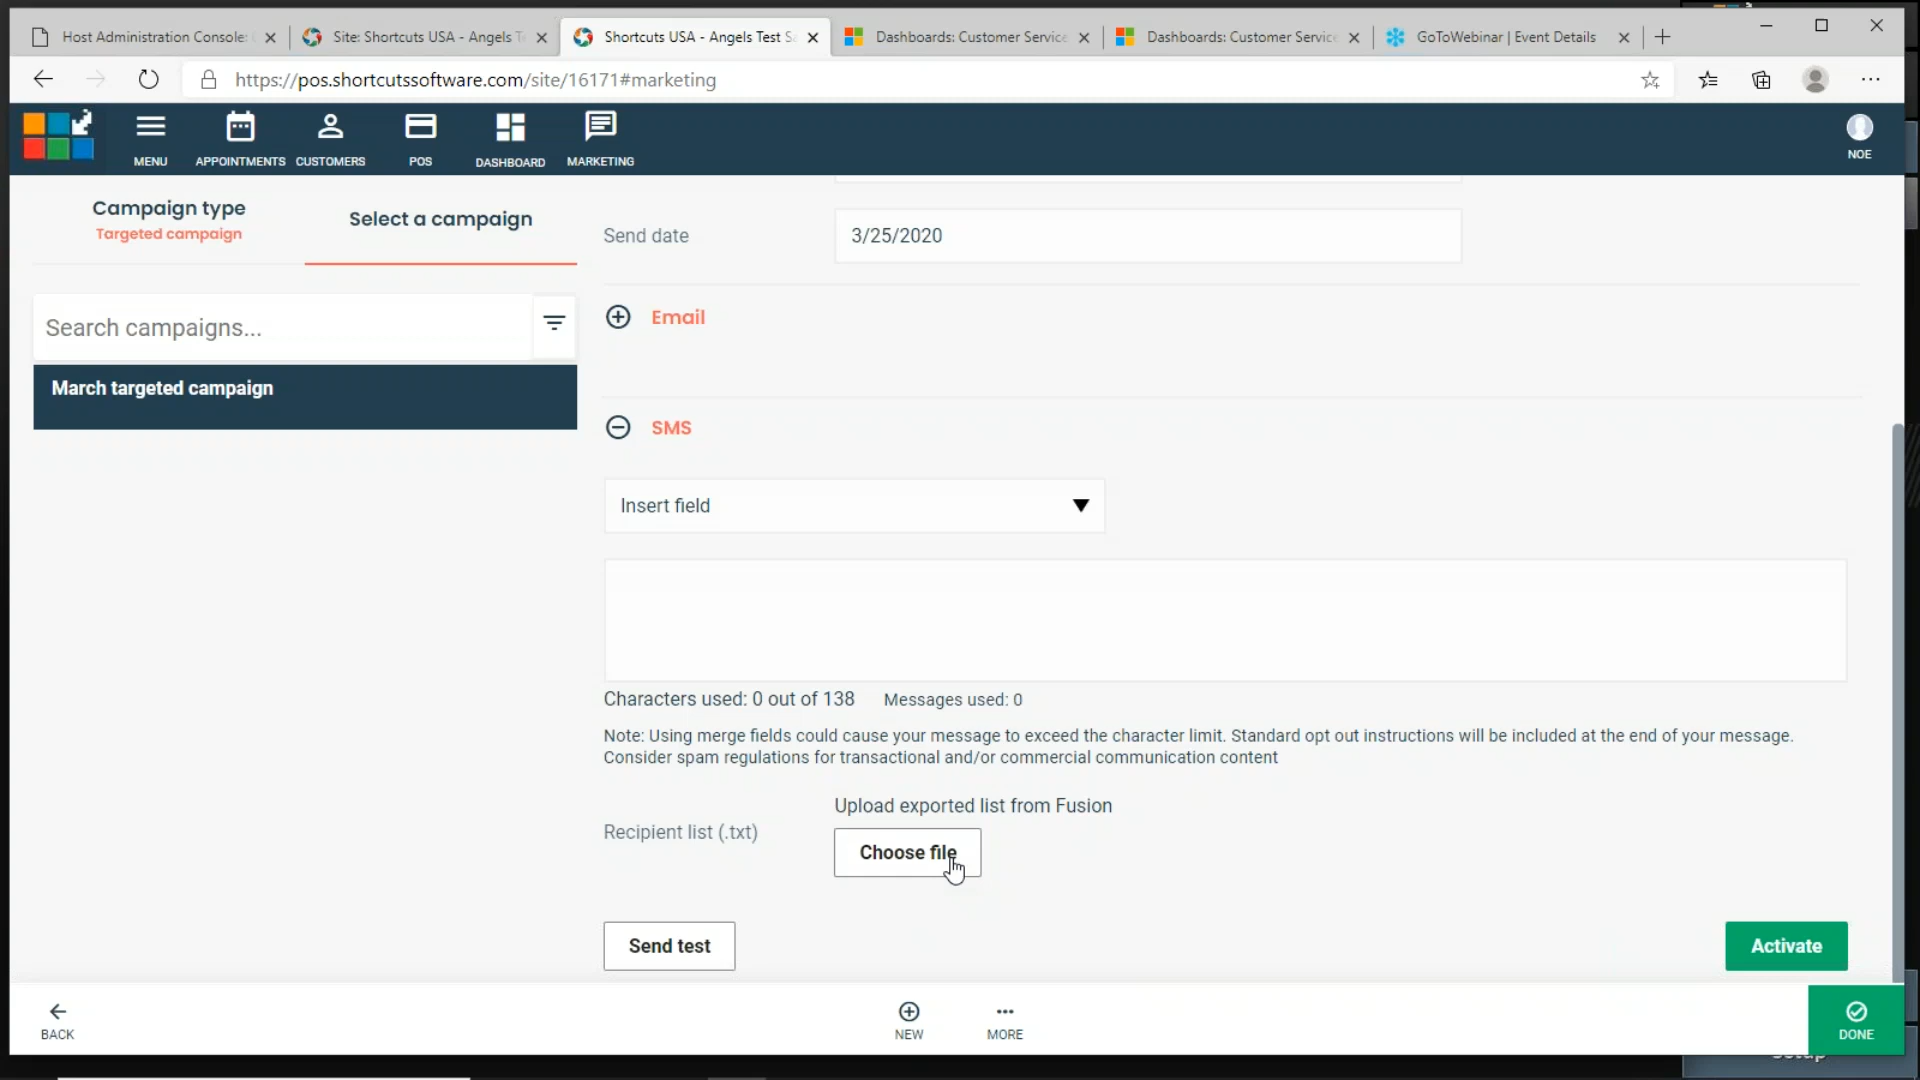 Host Administration Console:
Site: Shortcuts USA - Angels T
Shortcuts USA - Angels Test S
Dashboards: Customer Service
Dashboards: Customer Servic
GoToWebinar | Event Details
https://pos.shortcutssoftware.com/site/16171#marketing
MENU
APPOINTMENTS
CUSTOMERS
POS
DASHBOARD
MARKETING
NOE
Campaign type
Targeted campaign
Select a campaign
Search campaigns...
March targeted campaign
Send date
3/25/2020
Email
SMS
Insert field
Characters used: 0 out of 138
Messages used: 0
Note: Using merge fields could cause your message to exceed the character limit. Standard opt out instructions will be included at the end of your message.
Consider spam regulations for transactional and/or commercial communication content
Upload exported list from Fusion
Recipient list (.txt)
Choose file
Send test
Activate
BACK
NEW
MORE
DONE